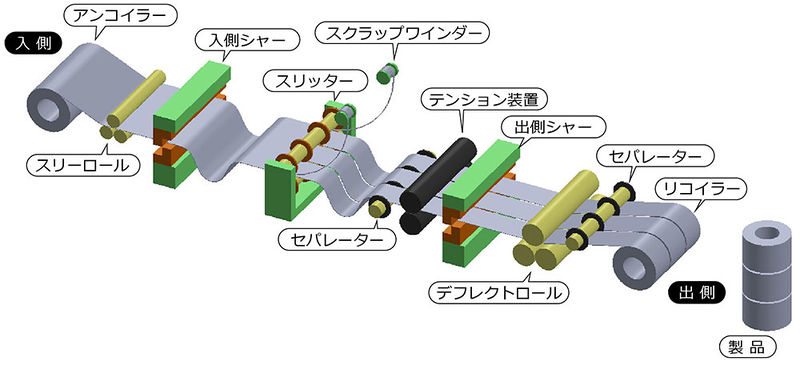 アンコイラー
入側
入側シャー
スクラップワインダー
スリッター
テンション装置
出側シャー
セパレーター
リコイラー
スリーロール
セパレーター
デフレクトロール
出側
製品